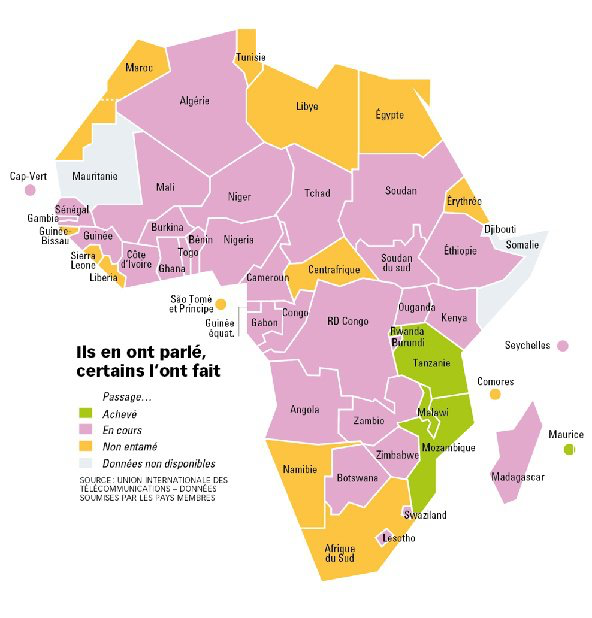 Maroc
Tunisie
Algérie
Libye
Égypte
Cap-Vert
Mauritanie
Mali
Niger
Tchad
Soudan
Érythrée
Sénégal
Gambie
Guinée-
Bissau
Guinée
Burkina
Bénin
Nigeria
Djibouti
Somalie
Sierra
Leone
Liberia
Côte
d'Ivoire
Ghana
Togo
Cameroun
Centrafrique
Soudan
du sud
Éthiopie
São Tomé
et Príncipe
Guinée
équat.
Gabon
Congo
RD Congo
Ouganda
Kenya
Rwanda
Burundi
Seychelles
Tanzanie
Comores
Ils en ont parlé,
certains l'ont fait
Passage...
Achevé
En cours
Non entamé
Données non disponibles
SOURCE : UNION INTERNATIONALE DES
TÉLÉCOMMUNICATIONS – DONNÉES
SOUMISES PAR LES PAYS MEMBRES
Angola
Zambie
Malawi
Mozambique
Zimbabwe
Namibie
Botswana
Madagascar
Maurice
Swaziland
Lésotho
Afrique
du Sud